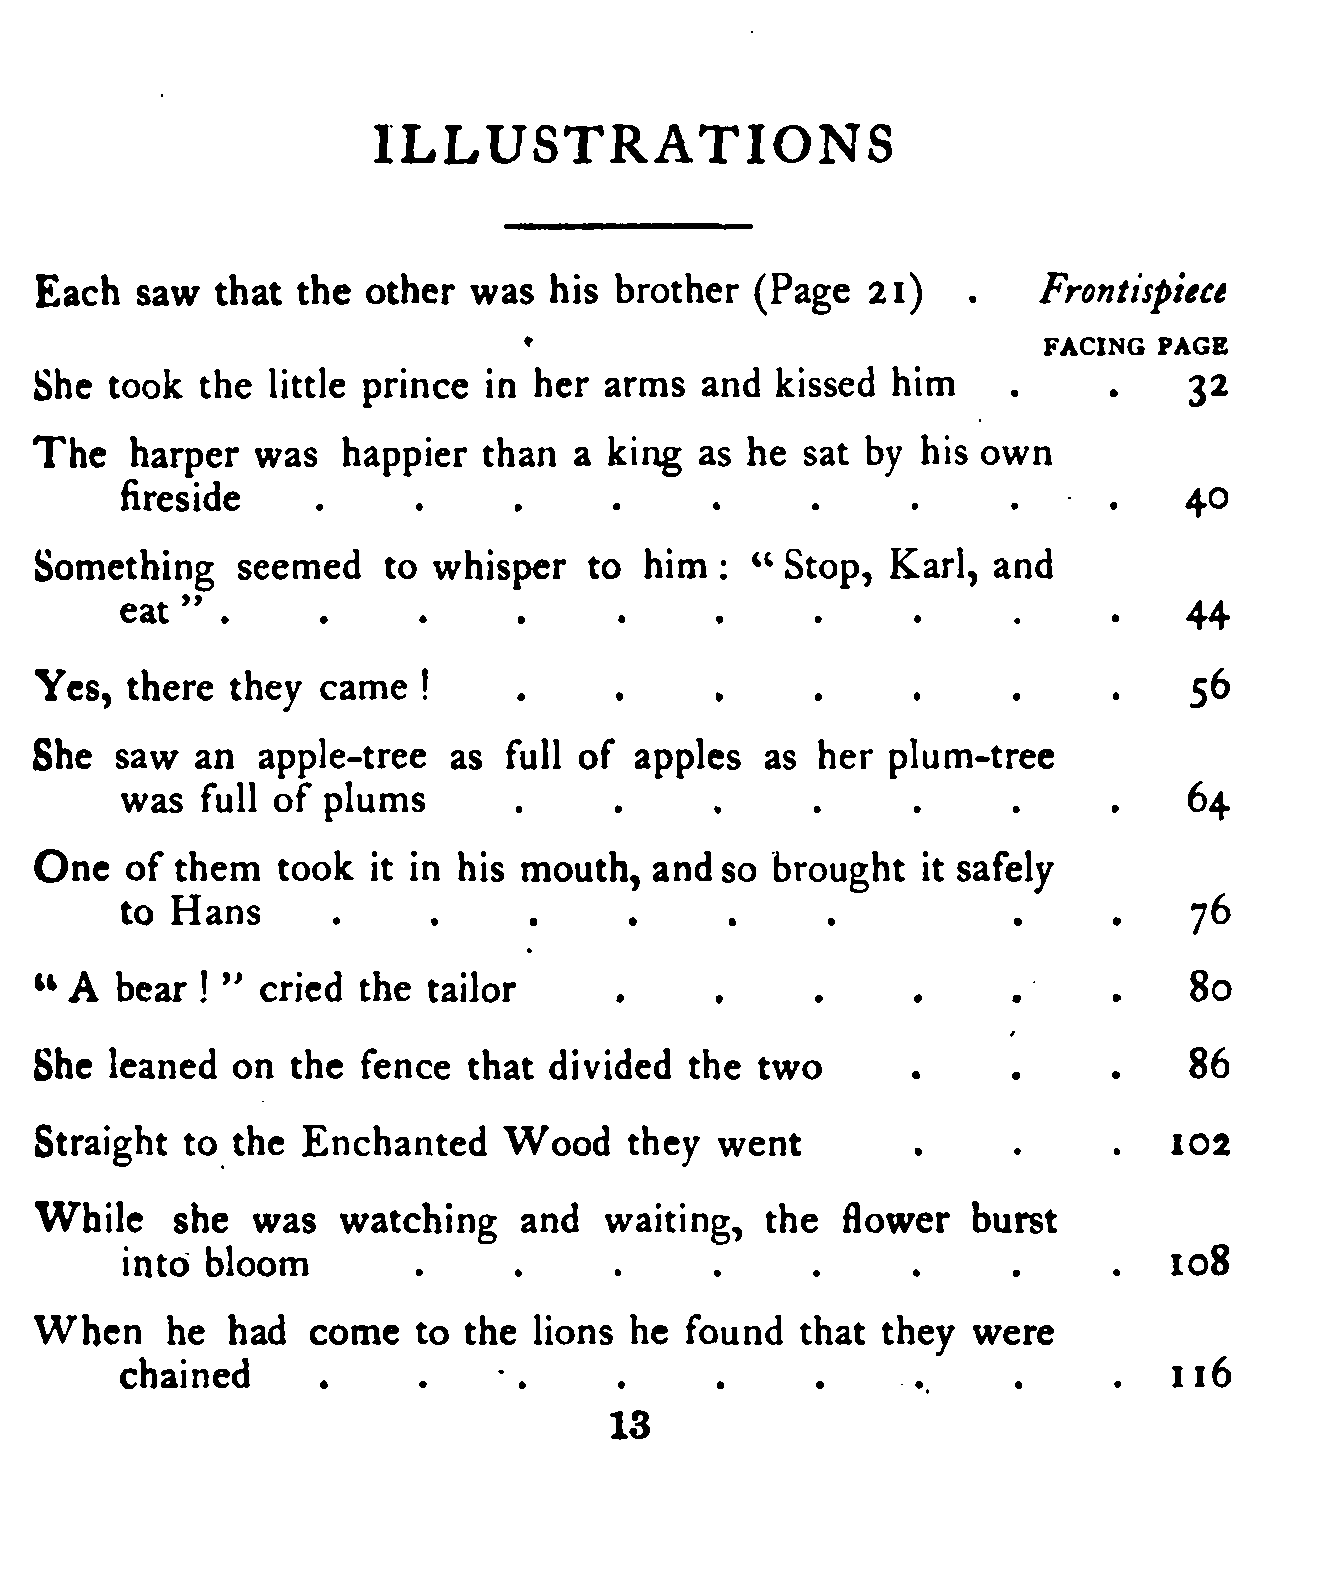 ILLUSTRATIONS
Each saw that the other was his brother (Page 21) . Frontispiece
FACING PAGE
She took the little prince in her arms and kissed him . . 32
The harper was happier than a king as he sat by his own
fireside . . . . . . . . . 40
Something seemed to whisper to him : “ Stop, Karl, and
eat ” . . . . . . . . . . 44
Yes, there they came ! . . . . . . . 56
She saw an apple-tree as full of apples as her plum-tree
was full of plums . . . . . . . 64
One of them took it in his mouth, and so brought it safely
to Hans . . . . . . . . 76
“ A bear ! ” cried the tailor . . . . . . 80
She leaned on the fence that divided the two . . . 86
Straight to the Enchanted Wood they went . . . 102
While she was watching and waiting, the flower burst
into bloom . . . . . . . . 108
When he had come to the lions he found that they were
chained . . . . . . . . . 116
13